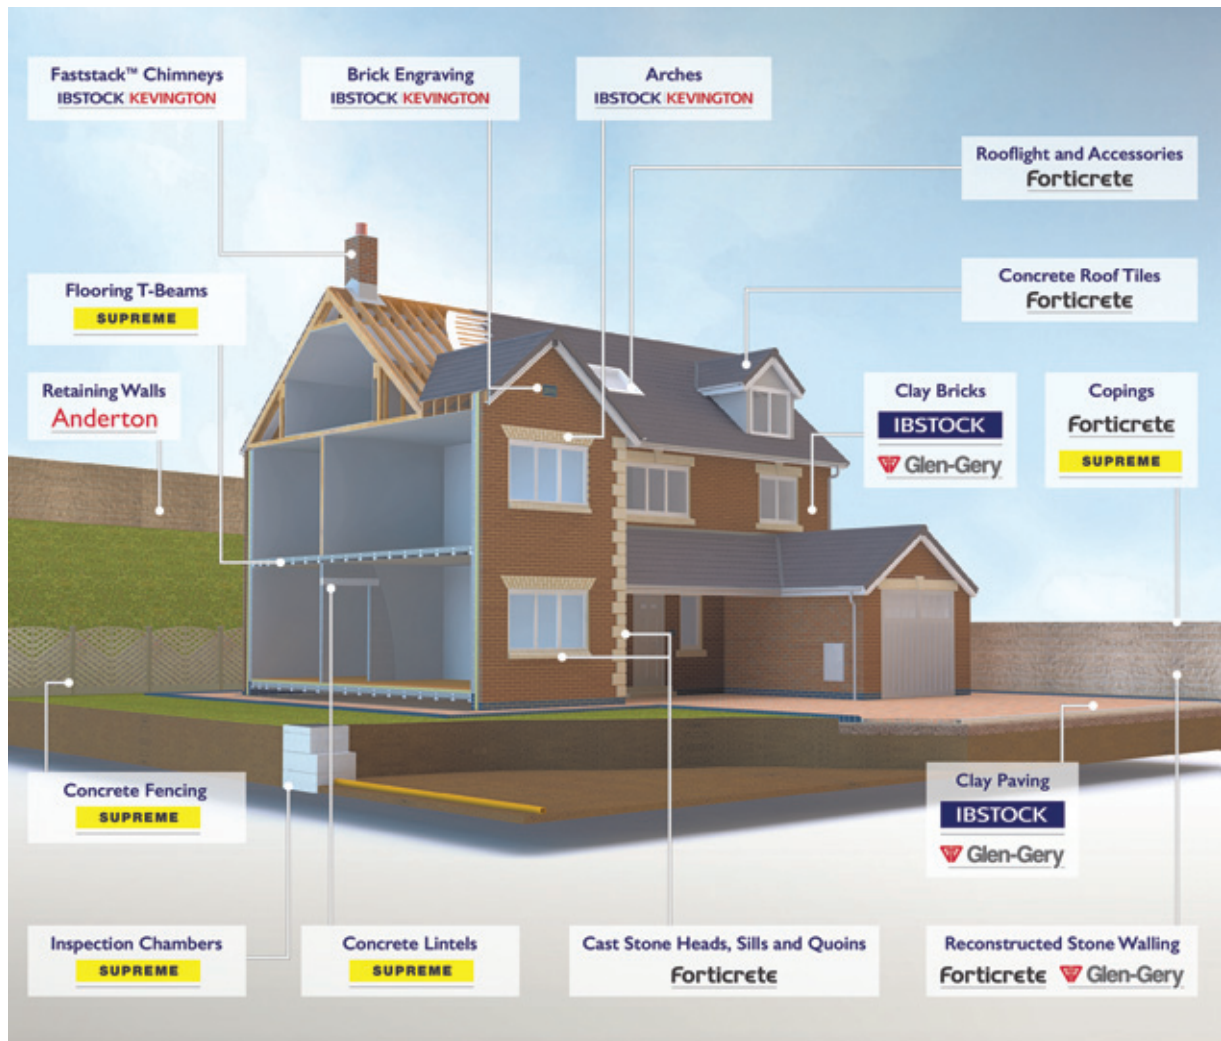 Faststack™ Chimneys
IBSTOCK KEVINGTON
Brick Engraving
IBSTOCK KEVINGTON
Arches
IBSTOCK KEVINGTON
Rooflight and Accessories
Forticrete
Flooring T-Beams
SUPREME
Concrete Roof Tiles
Forticrete
Retaining Walls
Anderton
Clay Bricks
IBSTOCK
Glen-Gery
Copings
Forticrete
SUPREME
Concrete Fencing
SUPREME
Clay Paving
IBSTOCK
Glen-Gery
Inspection Chambers
SUPREME
Concrete Lintels
SUPREME
Cast Stone Heads, Sills and Quoins
Forticrete
Reconstructed Stone Walling
Forticrete Glen-Gery